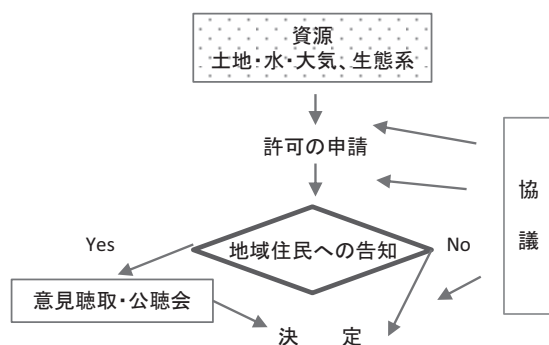 資源
土地・水・大気、生態系
許可の申請
協
議
地域住民への告知
Yes
No
意見聴取・公聴会
決 定